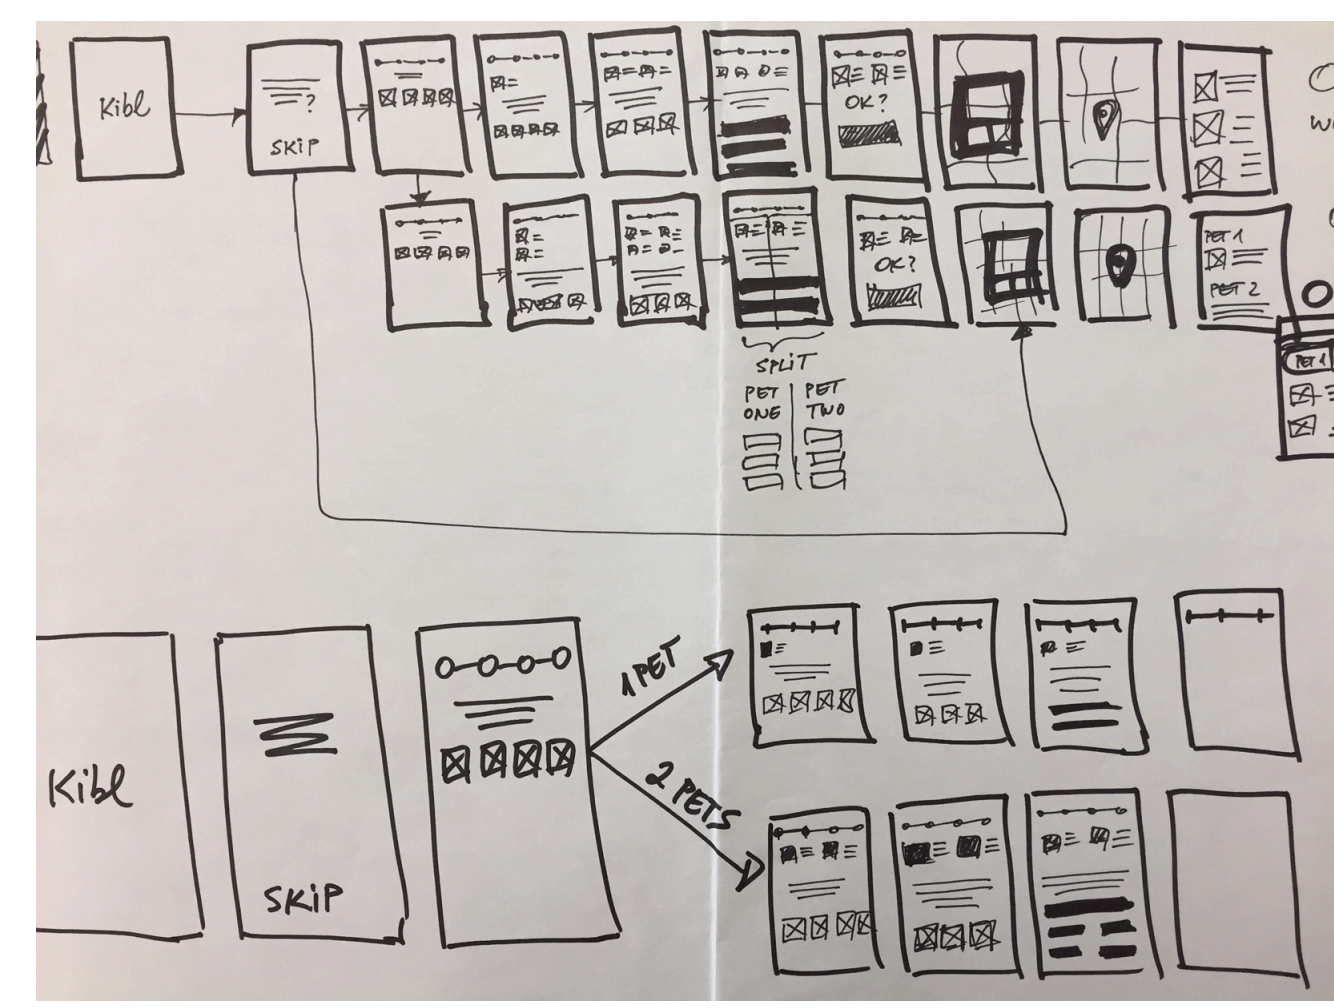 Kibl
?
SKIP
OK?
OK?
PET 1
PET 2
PET 1
SPLIT
PET ONE
PET TWO
1 PET
2 PETS
Kibl
SKIP